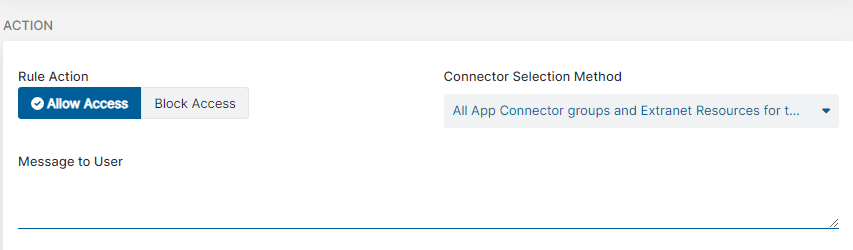 ACTION
Rule Action
Connector Selection Method
Allow Access
Block Access
All App Connector groups and Extranet Resources for t...
Message to User